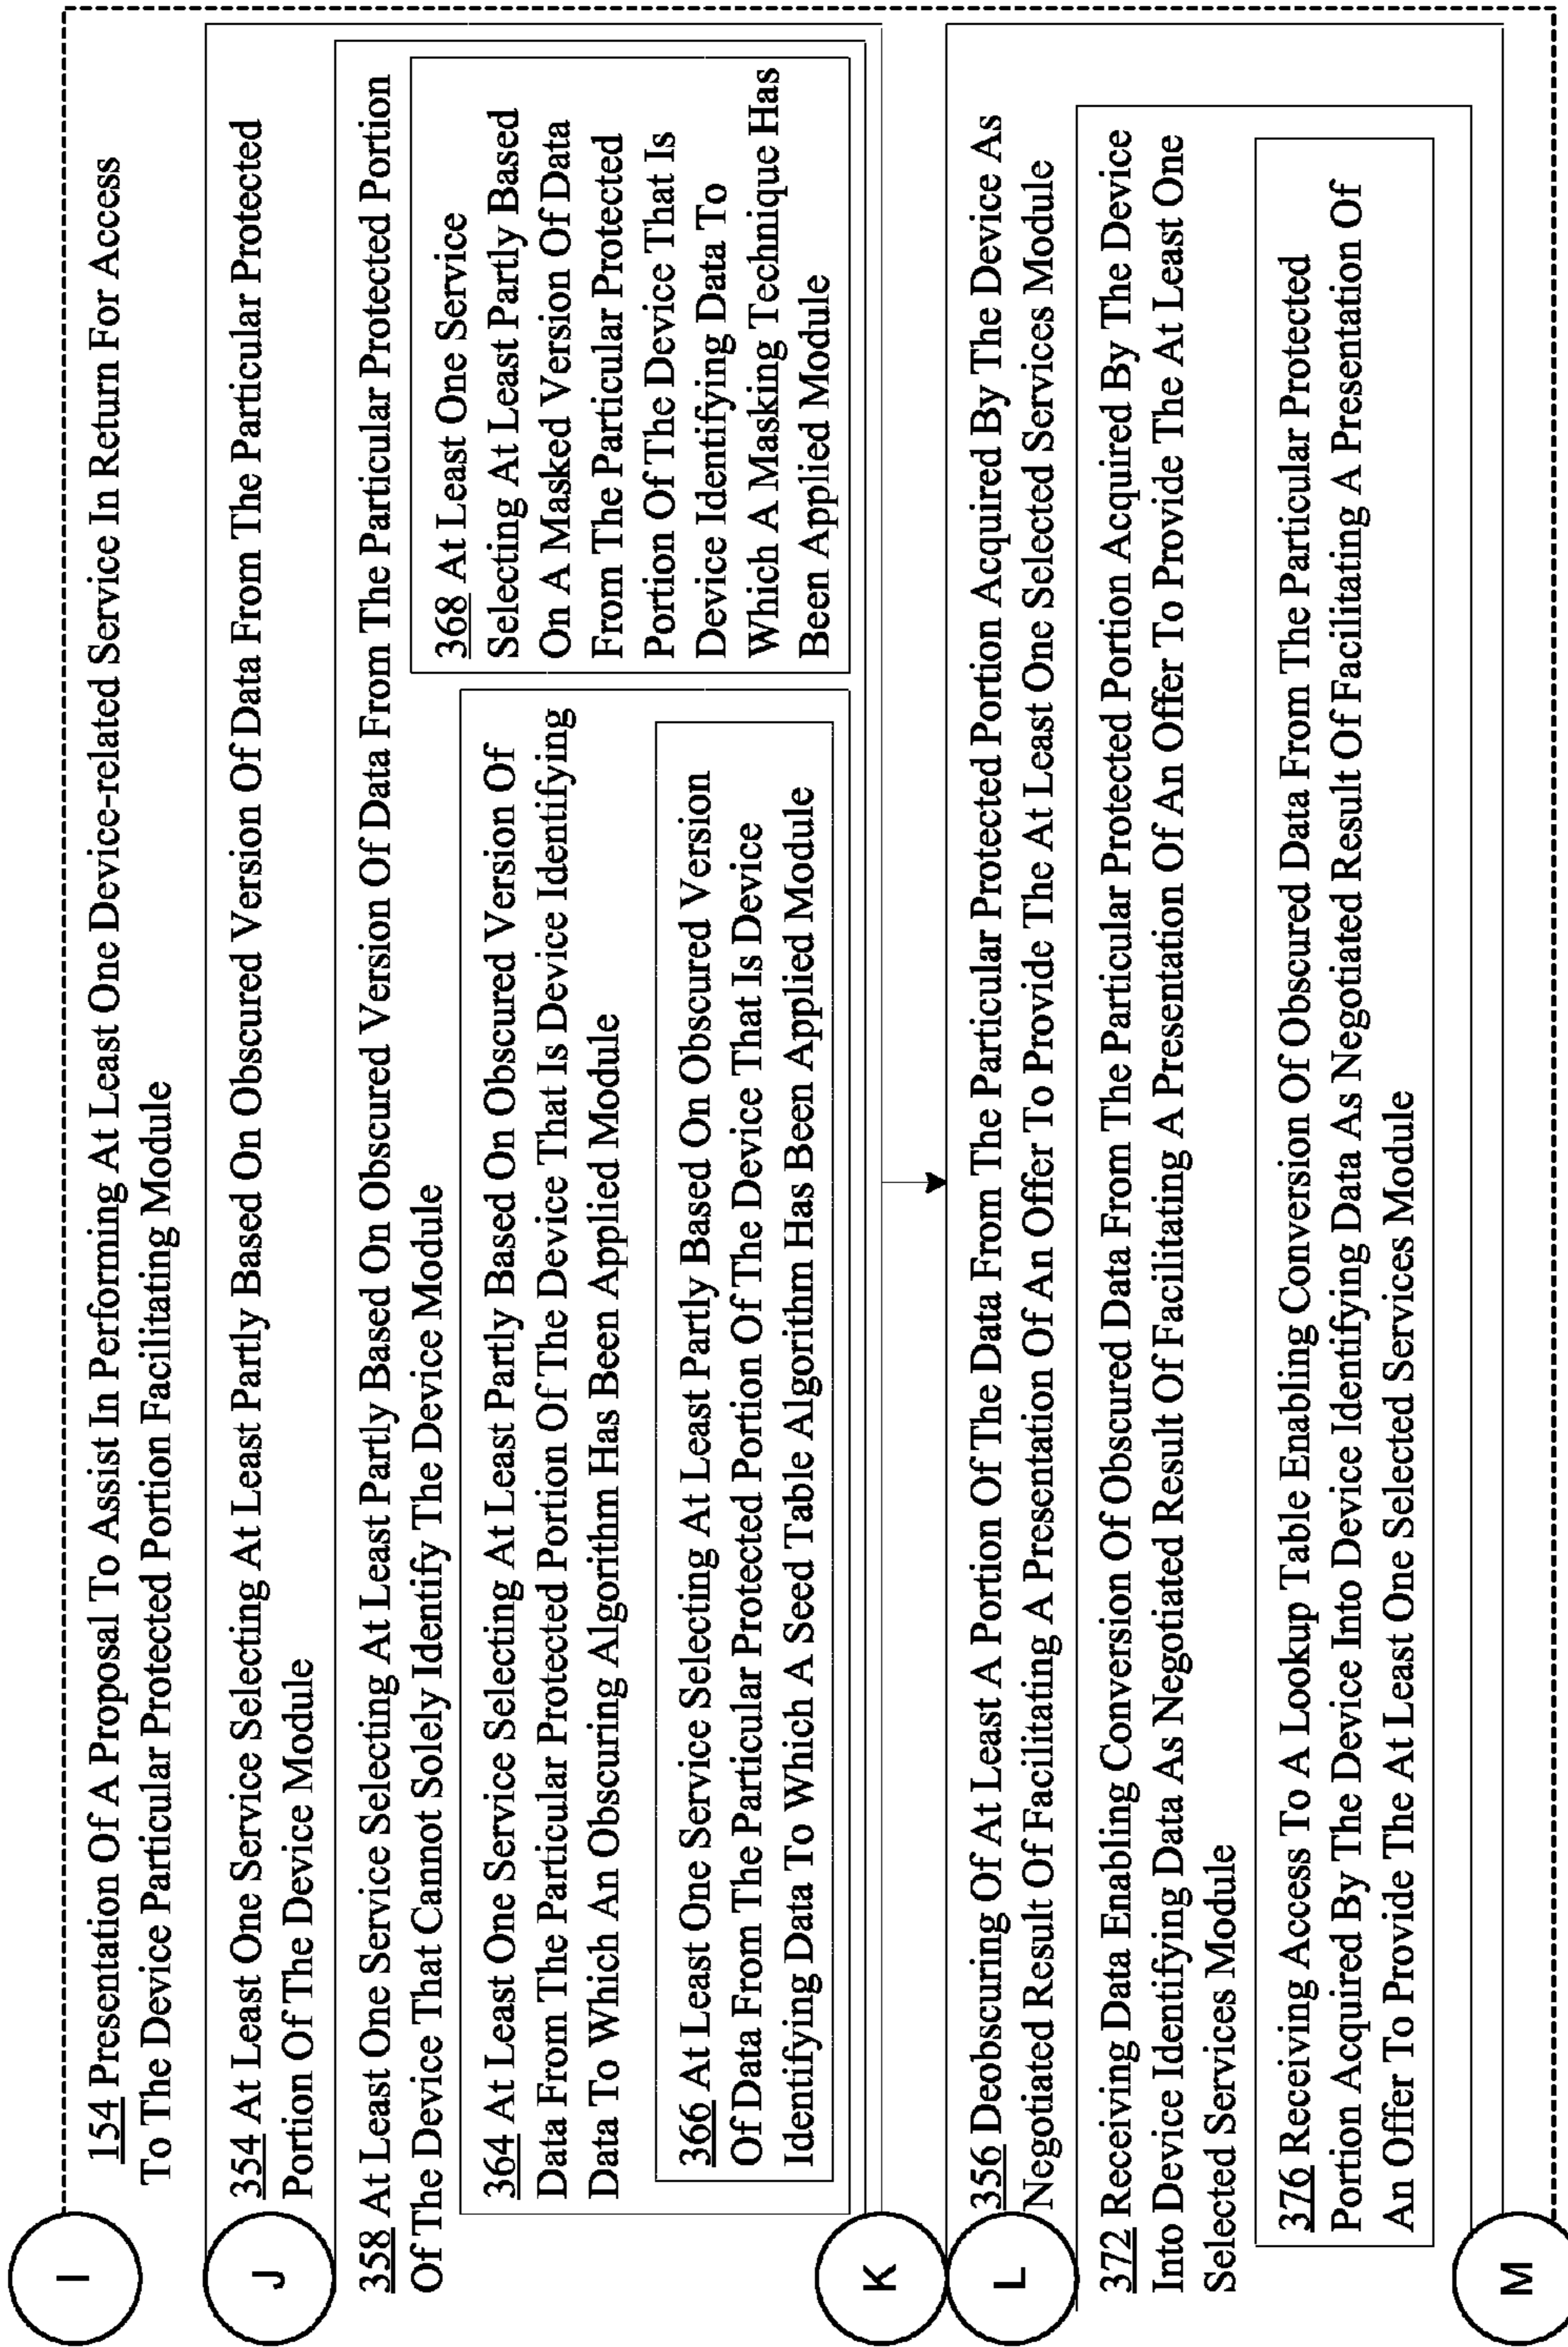 I
154 Presentation Of A Proposal To Assist In Performing At Least One Device-related Service In Return For Access
To The Device Particular Protected Portion Facilitating Module
J
354 At Least One Service Selecting At Least Partly Based On Obscured Version Of Data From The Particular Protected
Portion Of The Device Module
358 At Least One Service Selecting At Least Partly Based On Obscured Version Of Data From The Particular Protected Portion
Of The Device That Cannot Solely Identify The Device Module
364 At Least One Service Selecting At Least Partly Based On Obscured Version Of
Data From The Particular Protected Portion Of The Device That Is Device Identifying
Data To Which An Obscuring Algorithm Has Been Applied Module
366 At Least One Service Selecting At Least Partly Based On Obscured Version
Of Data From The Particular Protected Portion Of The Device That Is Device
Identifying Data To Which A Seed Table Algorithm Has Been Applied Module
368 At Least One Service
Selecting At Least Partly Based
On A Masked Version Of Data
From The Particular Protected
Portion Of The Device That Is
Device Identifying Data To
Which A Masking Technique Has
Been Applied Module
K
L
356 Deobscuring Of At Least A Portion Of The Data From The Particular Protected Portion Acquired By The Device As
Negotiated Result Of Facilitating A Presentation Of An Offer To Provide The At Least One Selected Services Module
372 Receiving Data Enabling Conversion Of Obscured Data From The Particular Protected Portion Acquired By The Device
Into Device Identifying Data As Negotiated Result Of Facilitating A Presentation Of An Offer To Provide The At Least One
Selected Services Module
376 Receiving Access To A Lookup Table Enabling Conversion Of Obscured Data From The Particular Protected
Portion Acquired By The Device Into Device Identifying Data As Negotiated Result Of Facilitating A Presentation Of
An Offer To Provide The At Least One Selected Services Module
M